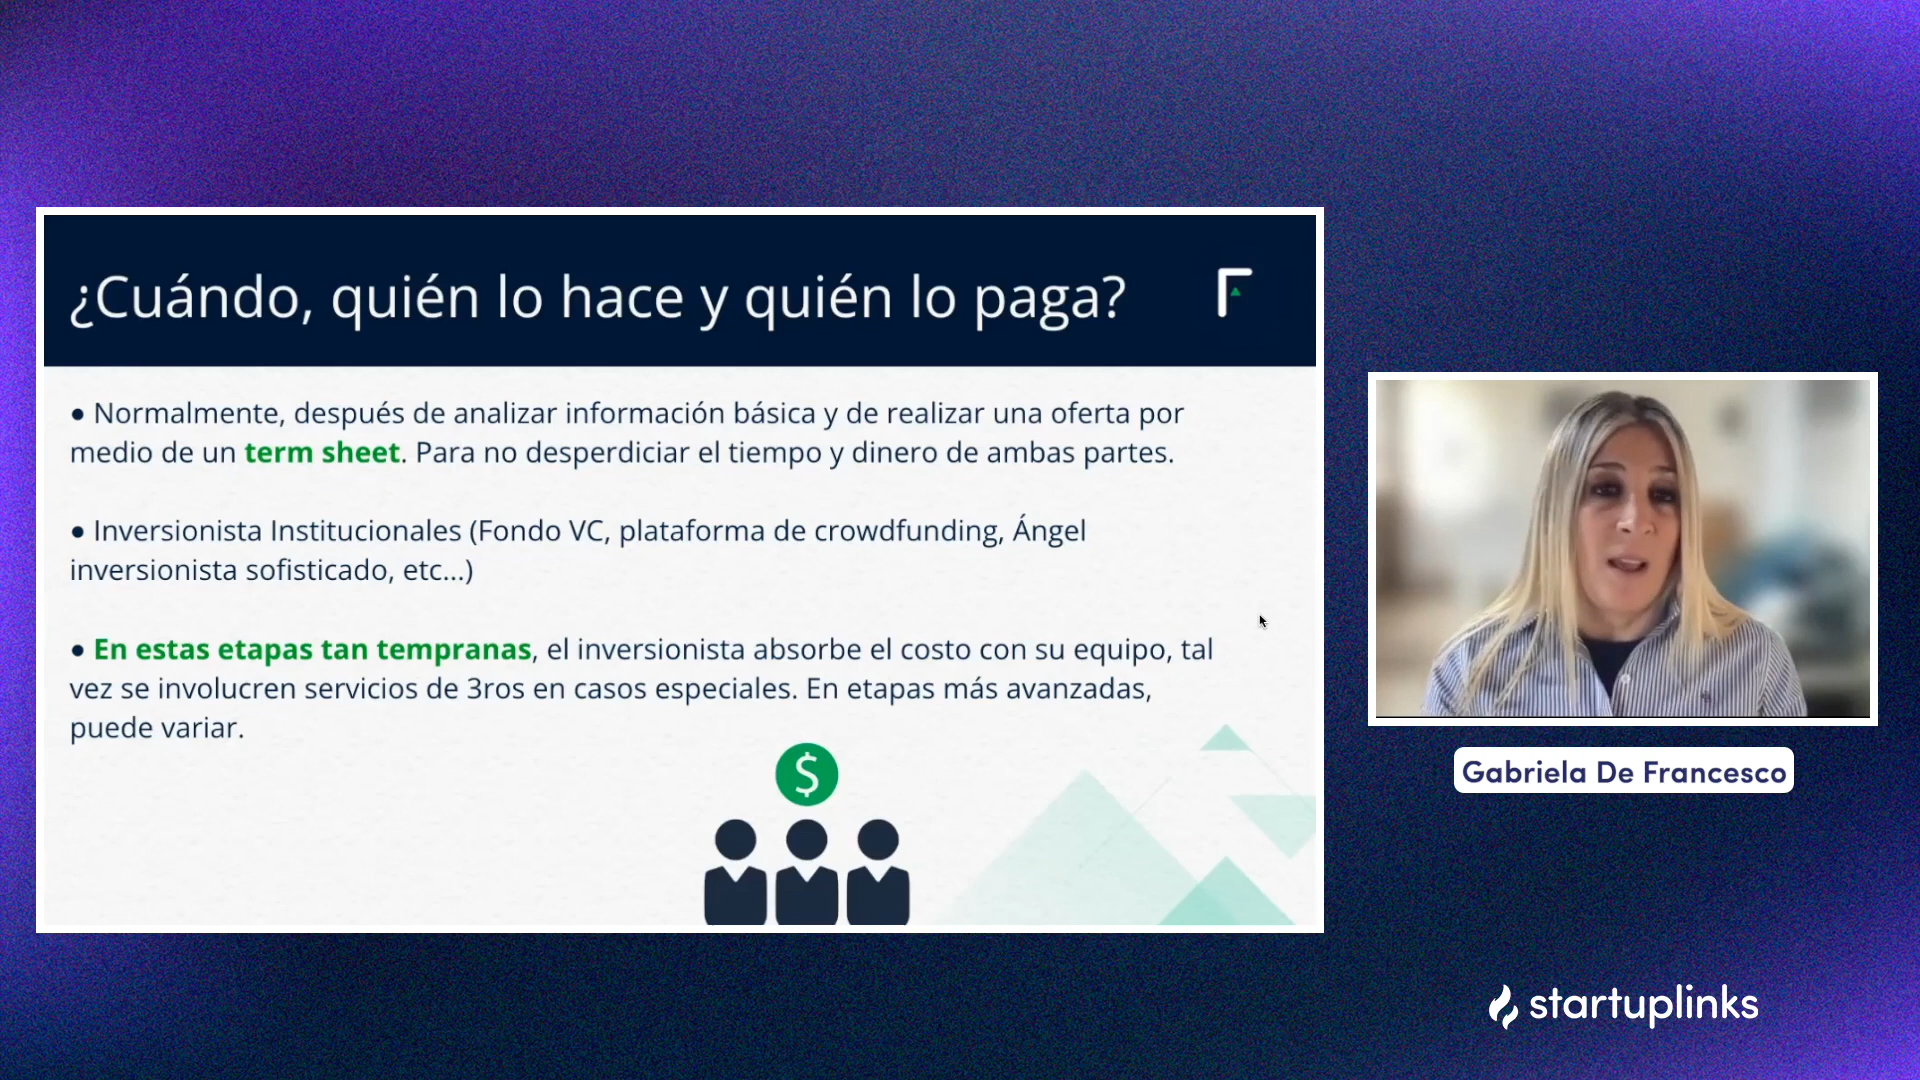 ¿Cuándo, quién lo hace y quién lo paga?
• Normalmente, después de analizar información básica y de realizar una oferta por
medio de un term sheet. Para no desperdiciar el tiempo y dinero de ambas partes.
• Inversionista Institucionales (Fondo VC, plataforma de crowdfunding, Ángel
inversionista sofisticado, etc...)
• En estas etapas tan tempranas, el inversionista absorbe el costo con su equipo, tal
vez se involucren servicios de 3ros en casos especiales. En etapas más avanzadas,
puede variar.
$
Gabriela De Francesco
startuplinks